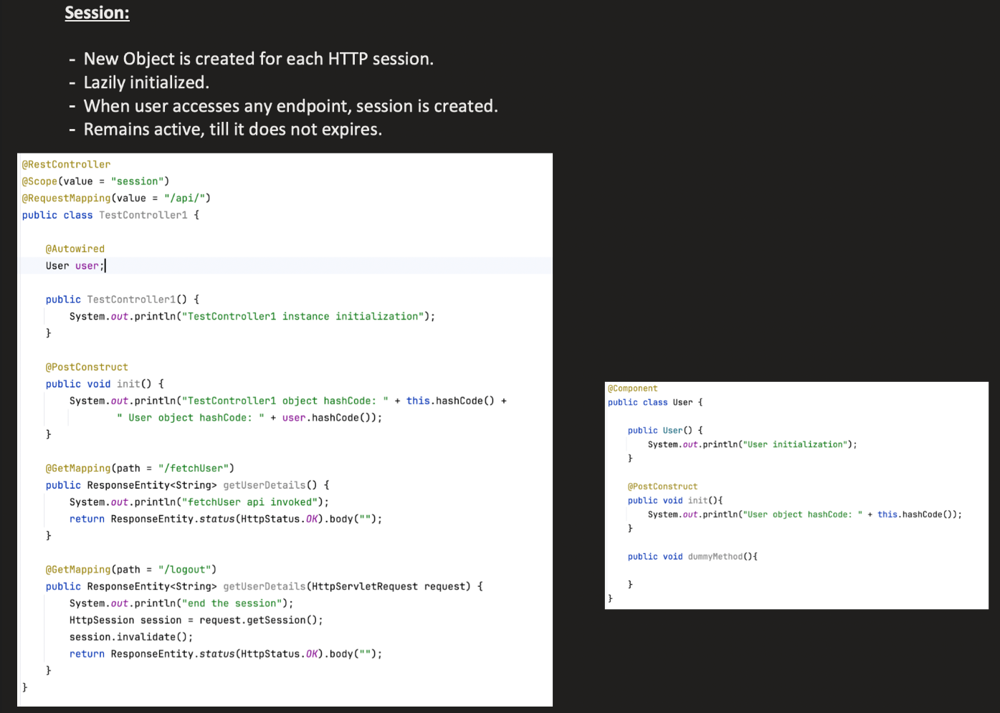 Session:
- New Object is created for each HTTP session.
- Lazily initialized.
- When user accesses any endpoint, session is created.
- Remains active, till it does not expires.
@RestController
@Scope(value = "session")
@RequestMapping(value = "/api/")
public class TestController1 {
@Autowired
User user;
public TestController1() {
System.out.println("TestController1 instance initialization");
}
@PostConstruct
public void init() {
System.out.println("TestController1 object hashCode: " + this.hashCode() +
" User object hashCode: " + user.hashCode());
}
@GetMapping(path = "/fetchUser")
public ResponseEntity<String> getUserDetails() {
System.out.println("fetchUser api invoked");
return ResponseEntity.status(HttpStatus.OK).body("");
}
@GetMapping(path = "/logout")
public ResponseEntity<String> getUserDetails(HttpServletRequest request) {
System.out.println("end the session");
HttpSession session = request.getSession();
session.invalidate();
return ResponseEntity.status(HttpStatus.OK).body("");
}
}
@Component
public class User {
public User() {
System.out.println("User initialization");
}
@PostConstruct
public void init(){
System.out.println("User object hashCode: " + this.hashCode());
}
public void dummyMethod(){
}
}